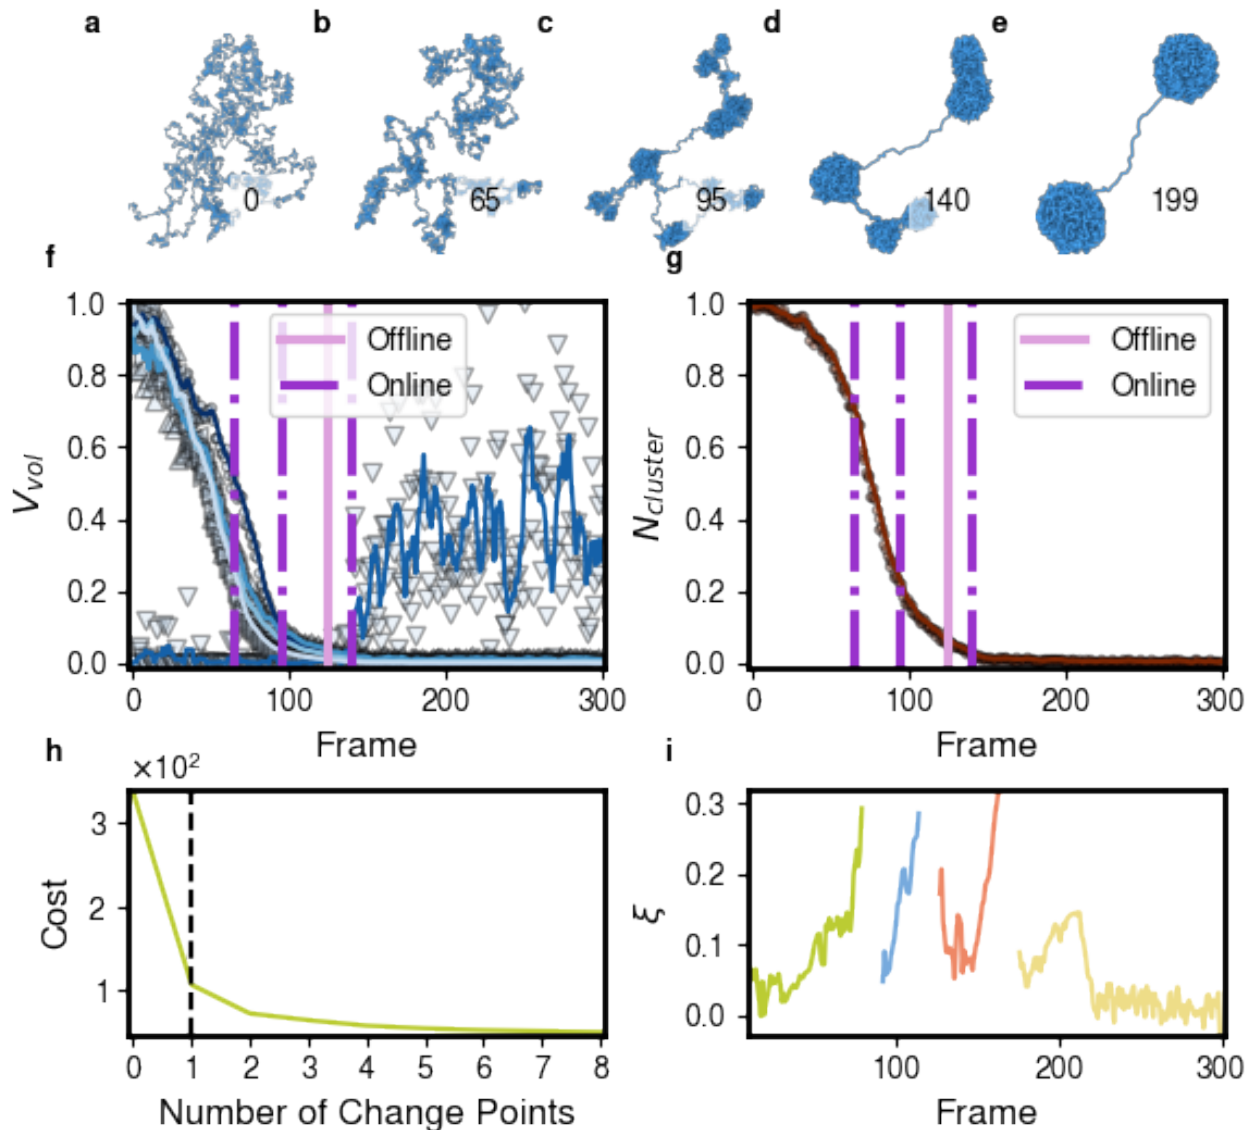 a b c d e
0 65 95 140 199
f g
1.0 1.0
Offline Offline
0.8 0.8
Online Online
0.6 0.6
V_vol N_cluster
0.4 0.4
0.2 0.2
0.0 0.0
0 100 200 300 0 100 200 300
Frame Frame
h i
×10²
3 0.3
0.2
Cost 2 ξ
0.1
1 0.0
0 1 2 3 4 5 6 7 8 100 200 300
Number of Change Points Frame